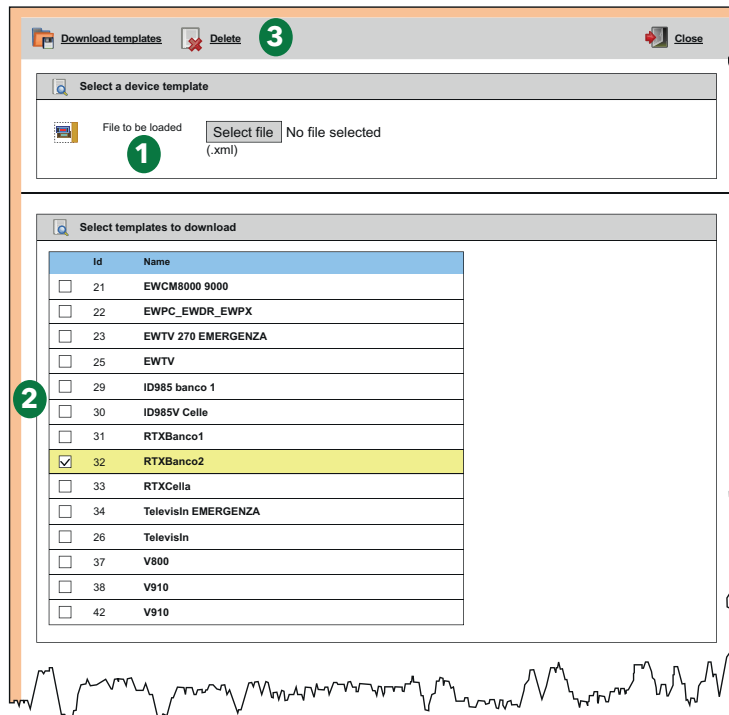 Download templates Delete 3 Close
Select a device template
File to be loaded Select file No file selected
1 (.xml)
Select templates to download
Id Name
21 EWCM8000 9000
22 EWPC_EWDR_EWPX
23 EWTV 270 EMERGENZA
25 EWTV
29 ID985 banco 1
2
30 ID985V Celle
31 RTXBanco1
32 RTXBanco2
33 RTXCella
34 TelevisIn EMERGENZA
26 TelevisIn
37 V800
38 V910
42 V910